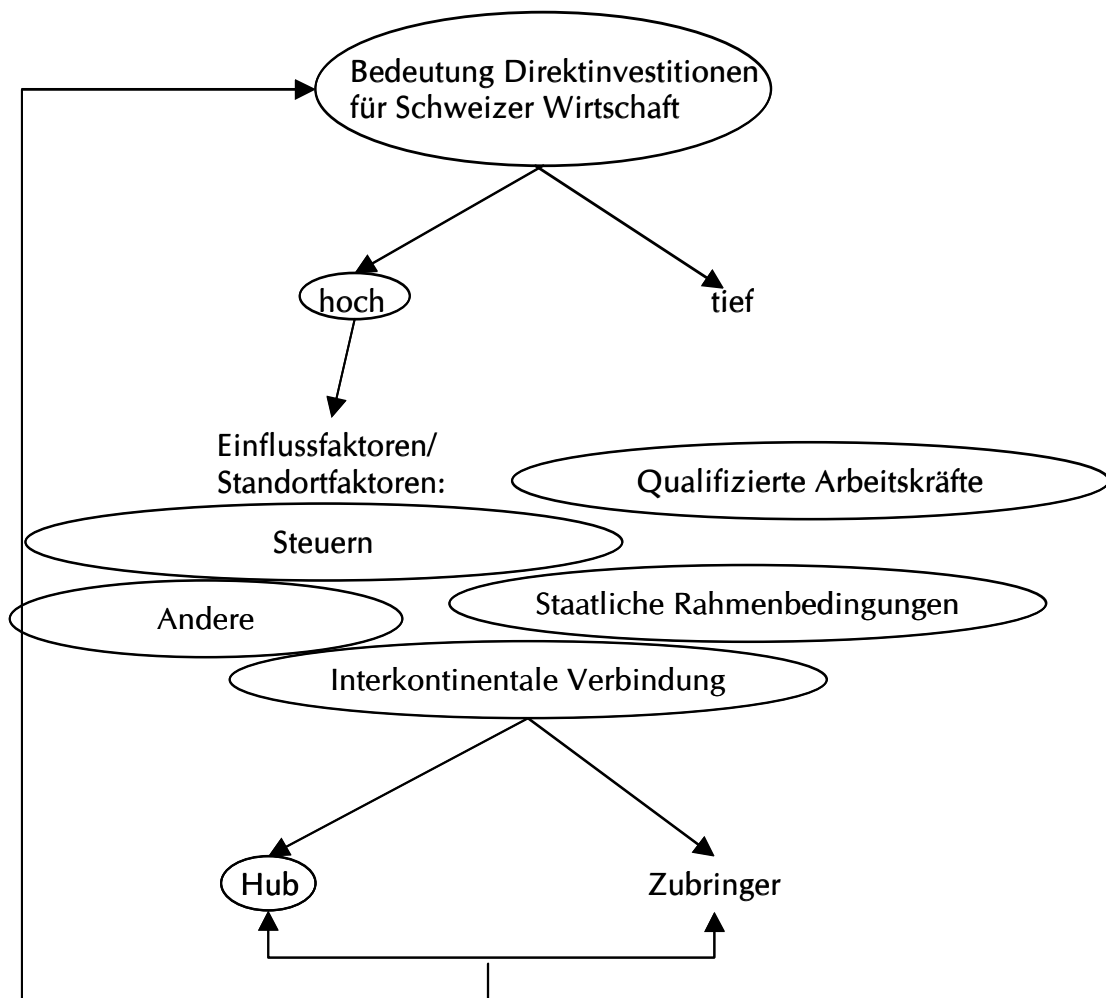 Bedeutung Direktinvestitionen
für Schweizer Wirtschaft
hoch
tief
Einflussfaktoren/
Standortfaktoren:
Qualifizierte Arbeitskräfte
Steuern
Staatliche Rahmenbedingungen
Andere
Interkontinentale Verbindung
Hub
Zubringer